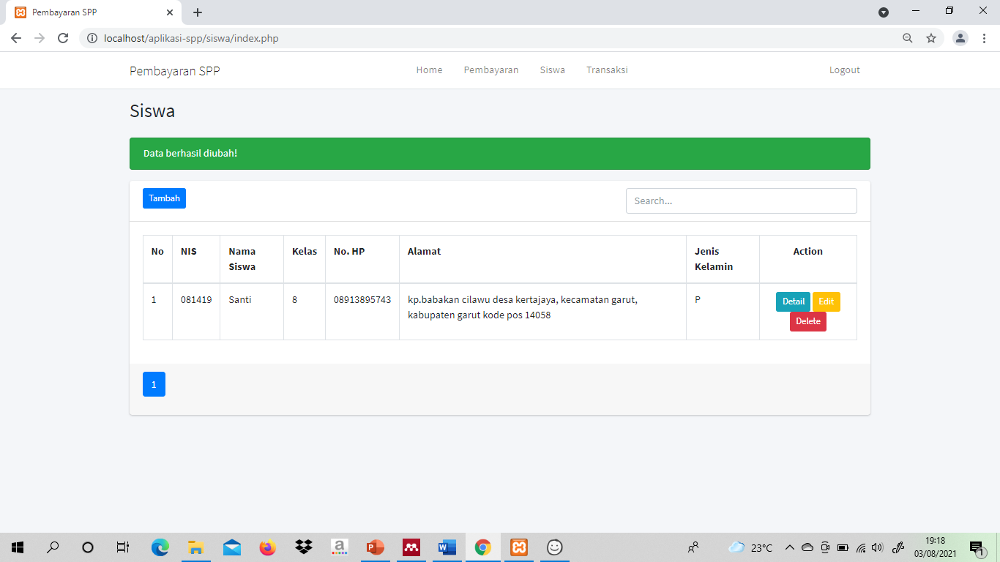 Pembayaran SPP
localhost/aplikasi-spp/siswa/index.php
Pembayaran SPP Home Pembayaran Siswa Transaksi Logout
Siswa
Data berhasil diubah!
Tambah Search...
No NIS Nama Siswa Kelas No. HP Alamat Jenis Kelamin Action
1 081419 Santi 8 08913895743 kp.babakan cilawu desa kertajaya, kecamatan garut, P Detail Edit
kabupaten garut kode pos 14058 Delete
1
23°C 19:18
03/08/2021 1